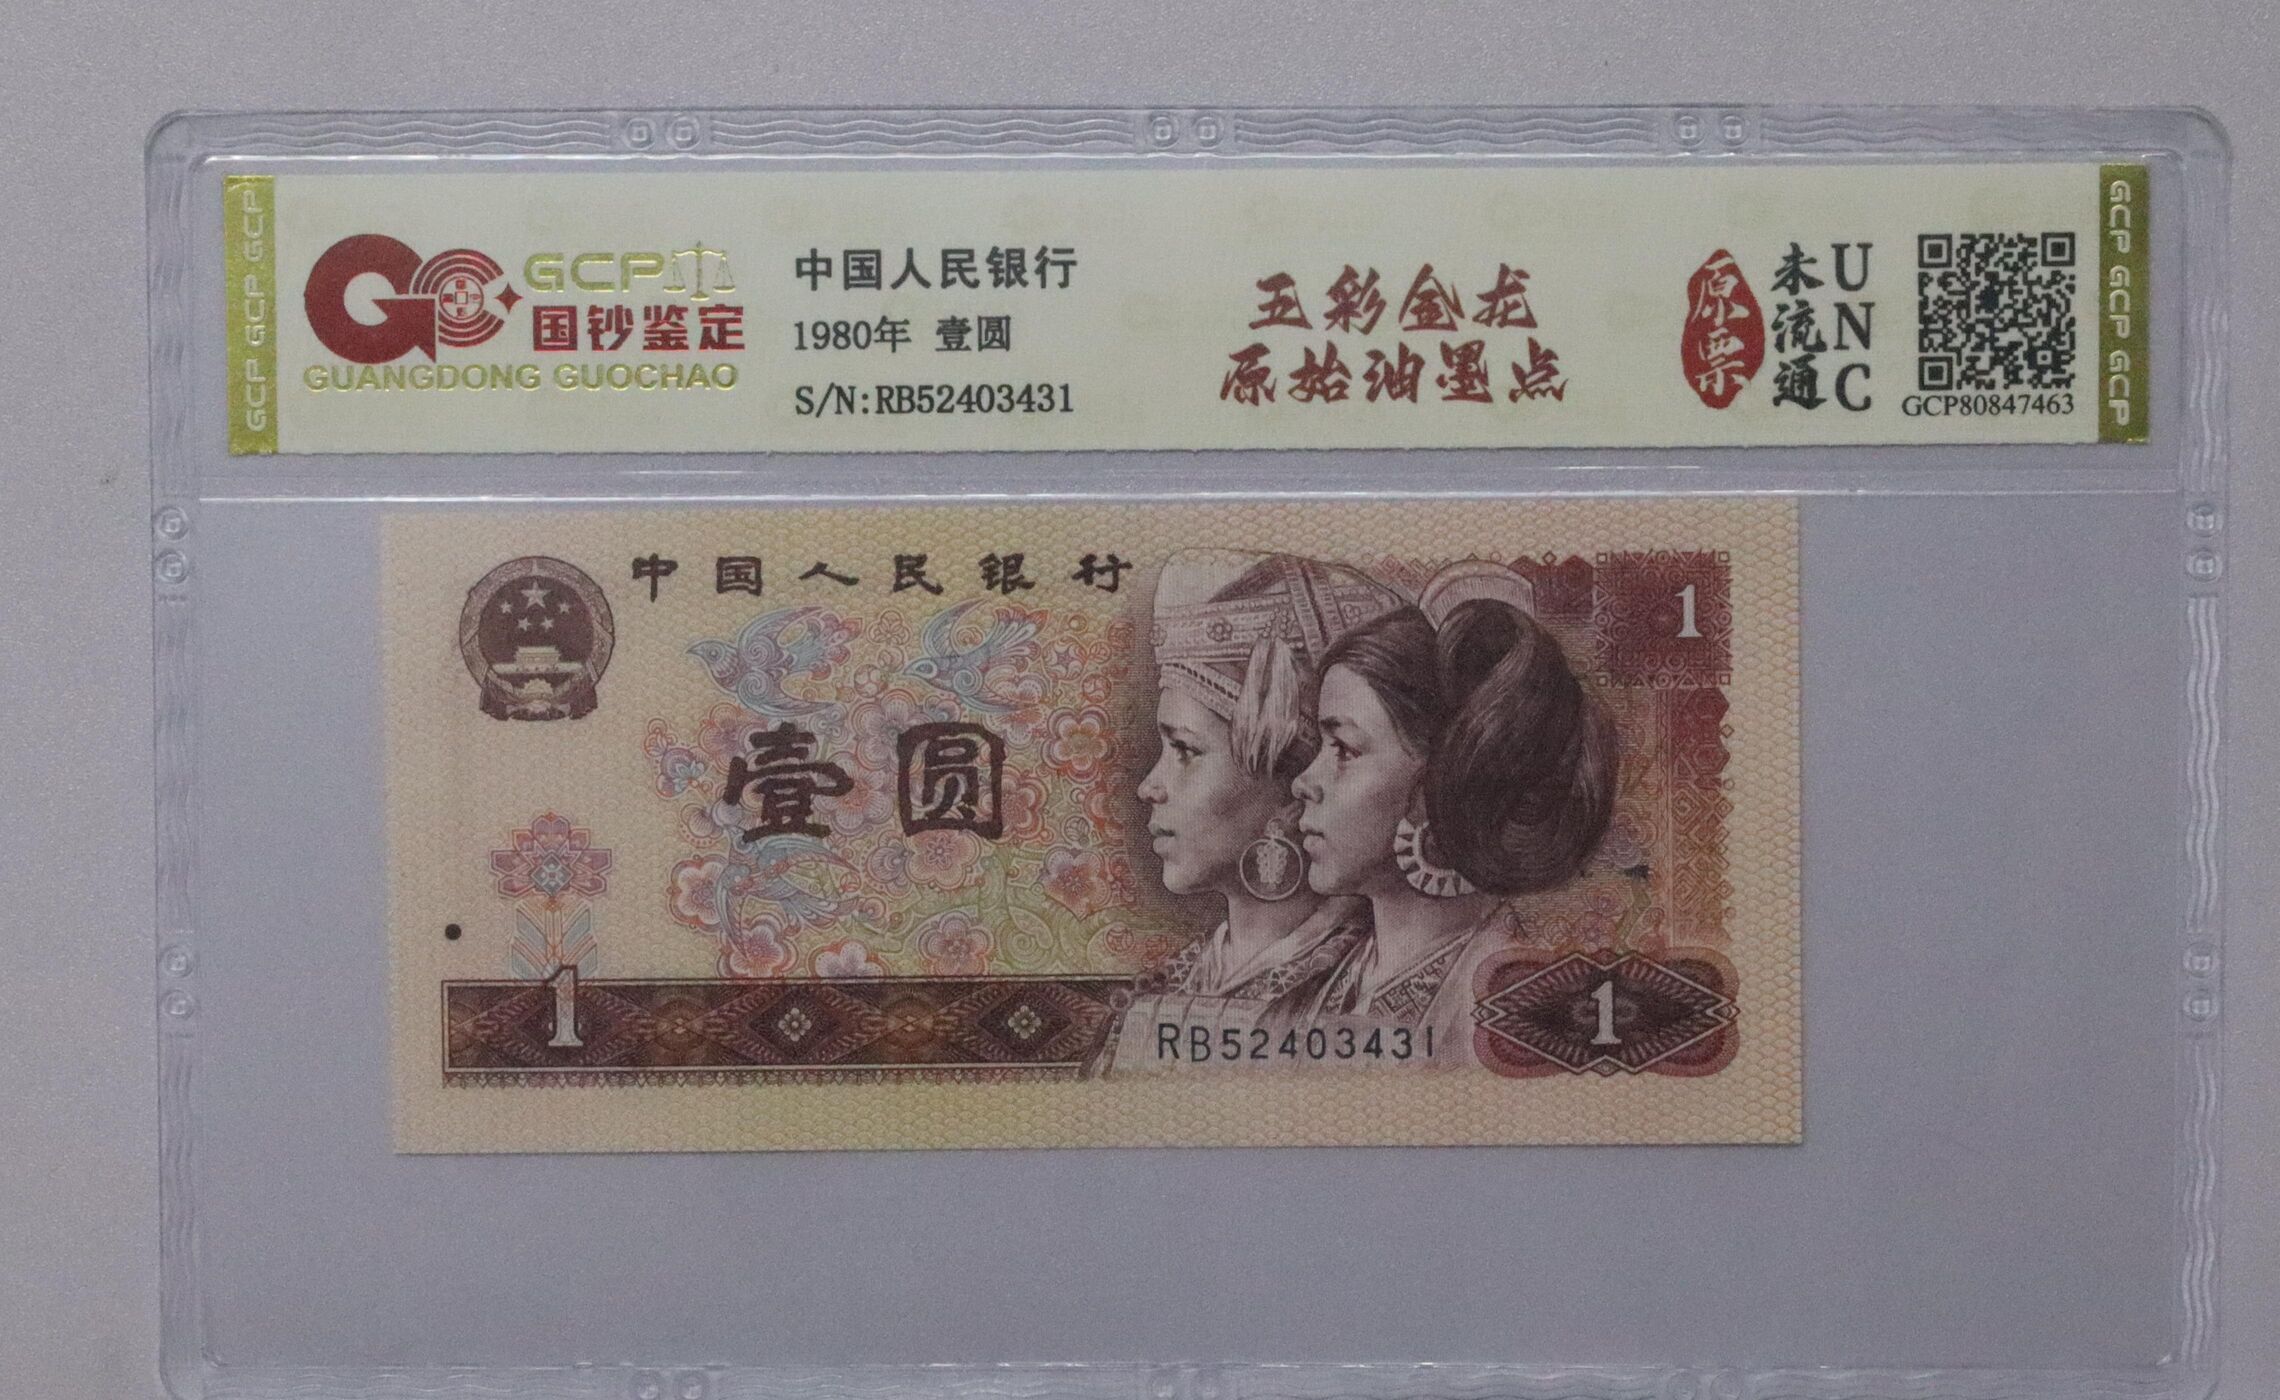 GCP GCP GCP
GCP
国钞鉴定
GUANGDONG GUOCHAO
中国人民银行
1980年 壹圆
S/N:RB52403431
五彩金龙
原始油墨点
原票
未流通
UNC
GCP80847463
GCP GCP GCP
中国人民银行
1
壹圆
1
RB52403431
1